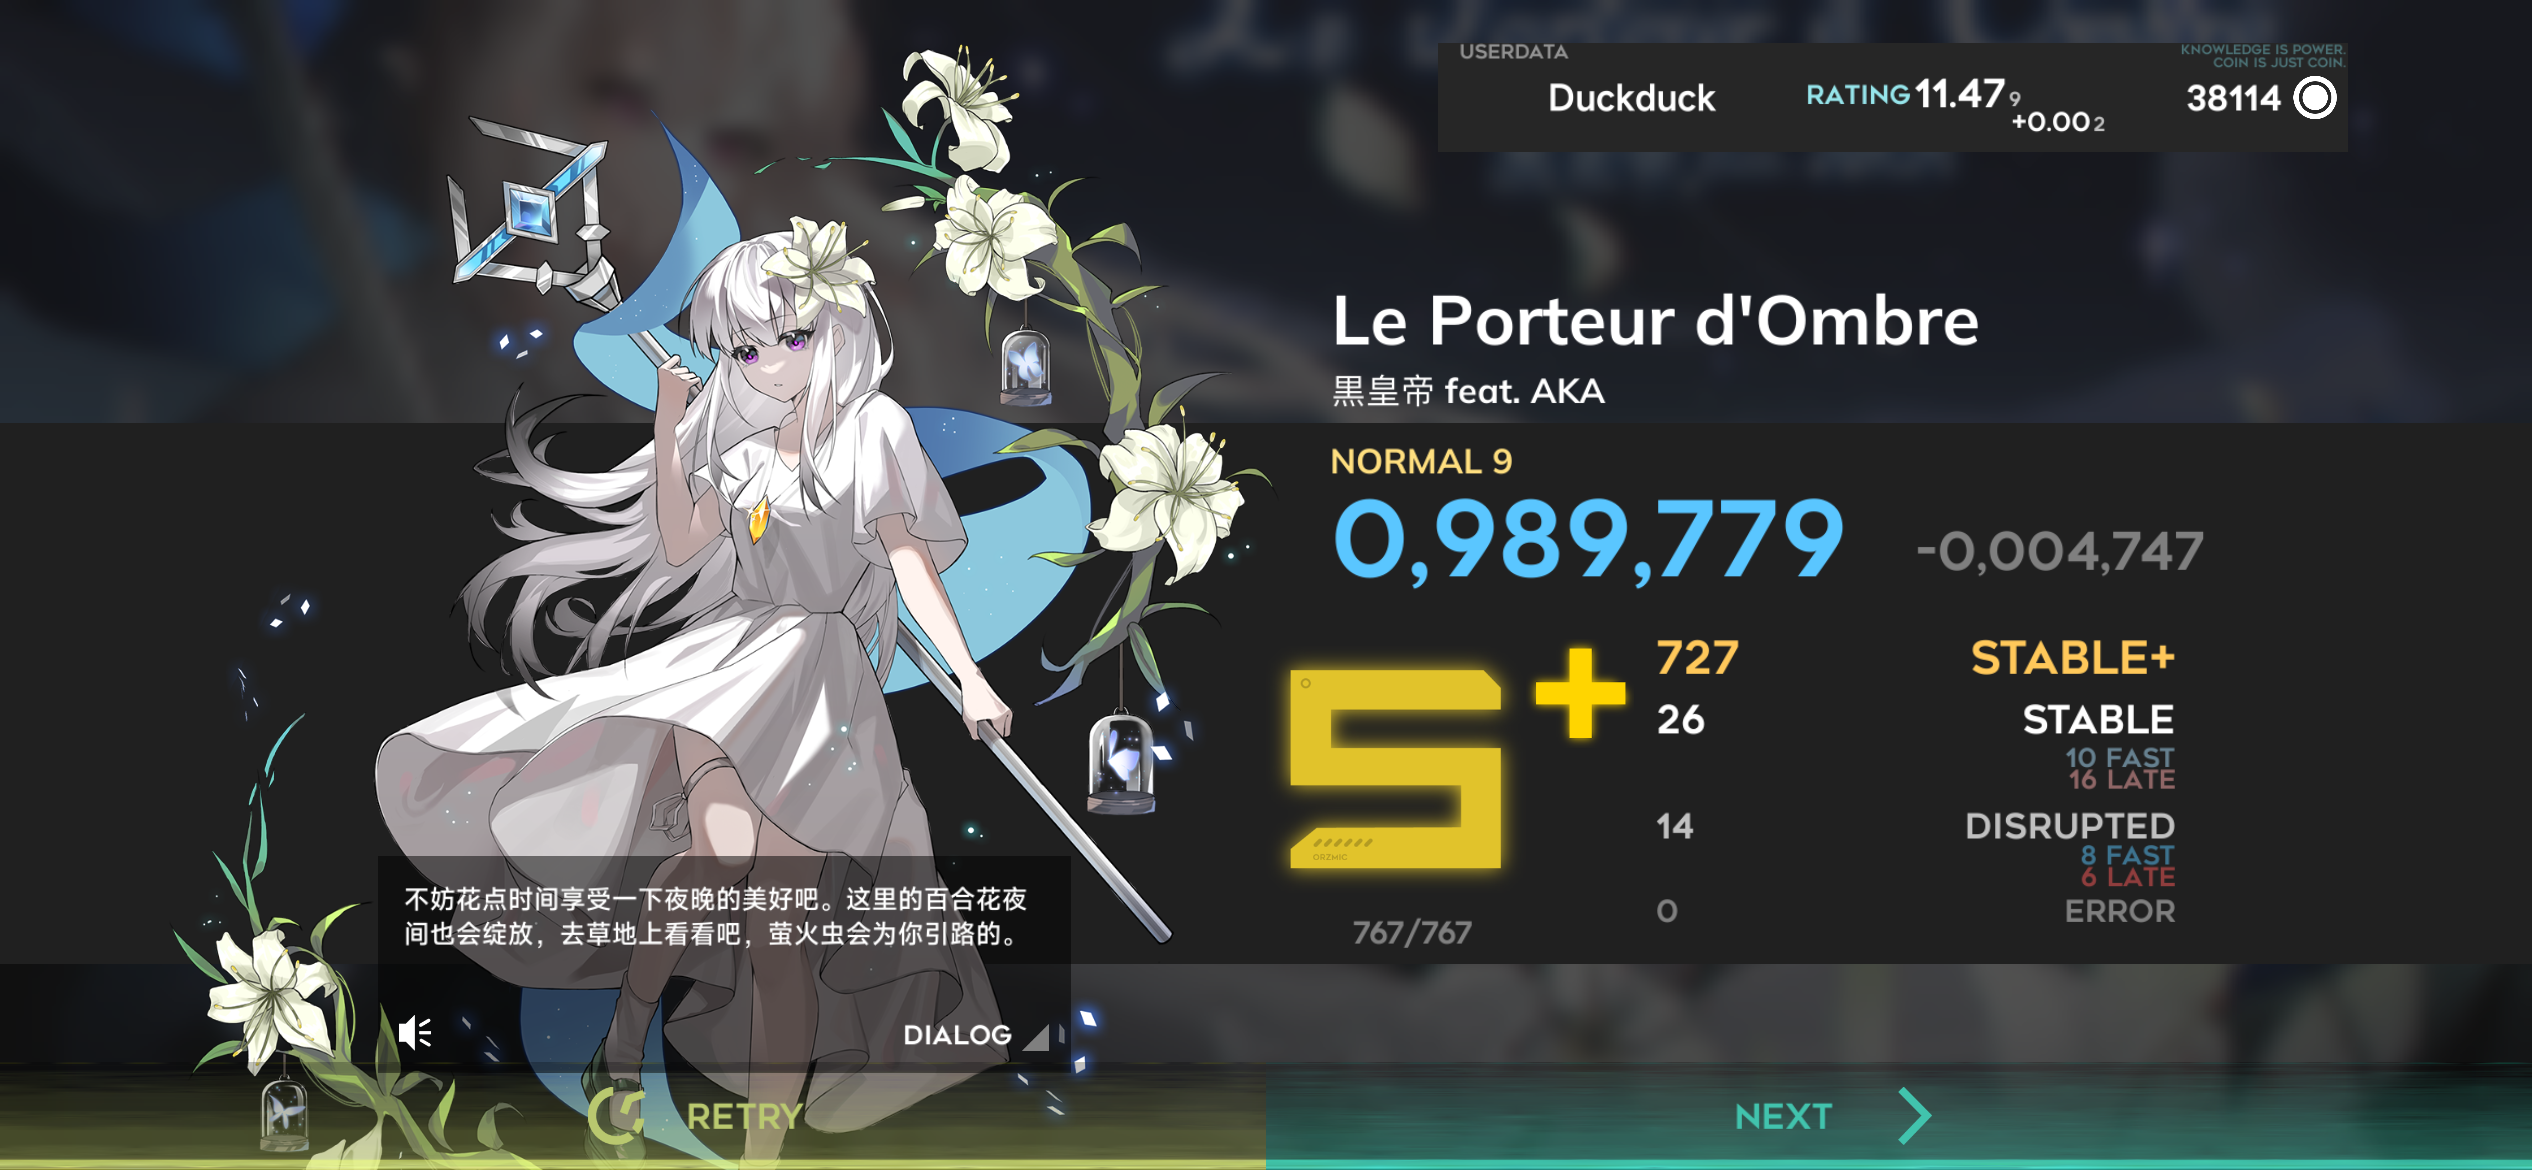 USERDATA
KNOWLEDGE IS POWER.
COIN IS JUST COIN.
Duckduck
RATING 11.479
+0.002
38114
Le Porteur d'Ombre
黒皇帝 feat. AKA
NORMAL 9
0,989,779
-0,004,747
S+
ORZMIC
767/767
727 STABLE+
26 STABLE
10 FAST
16 LATE
14 DISRUPTED
8 FAST
6 LATE
0 ERROR
不妨花点时间享受一下夜晚的美好吧。这里的百合花夜
间也会绽放，去草地上看看吧，萤火虫会为你引路的。
DIALOG
RETRY
NEXT